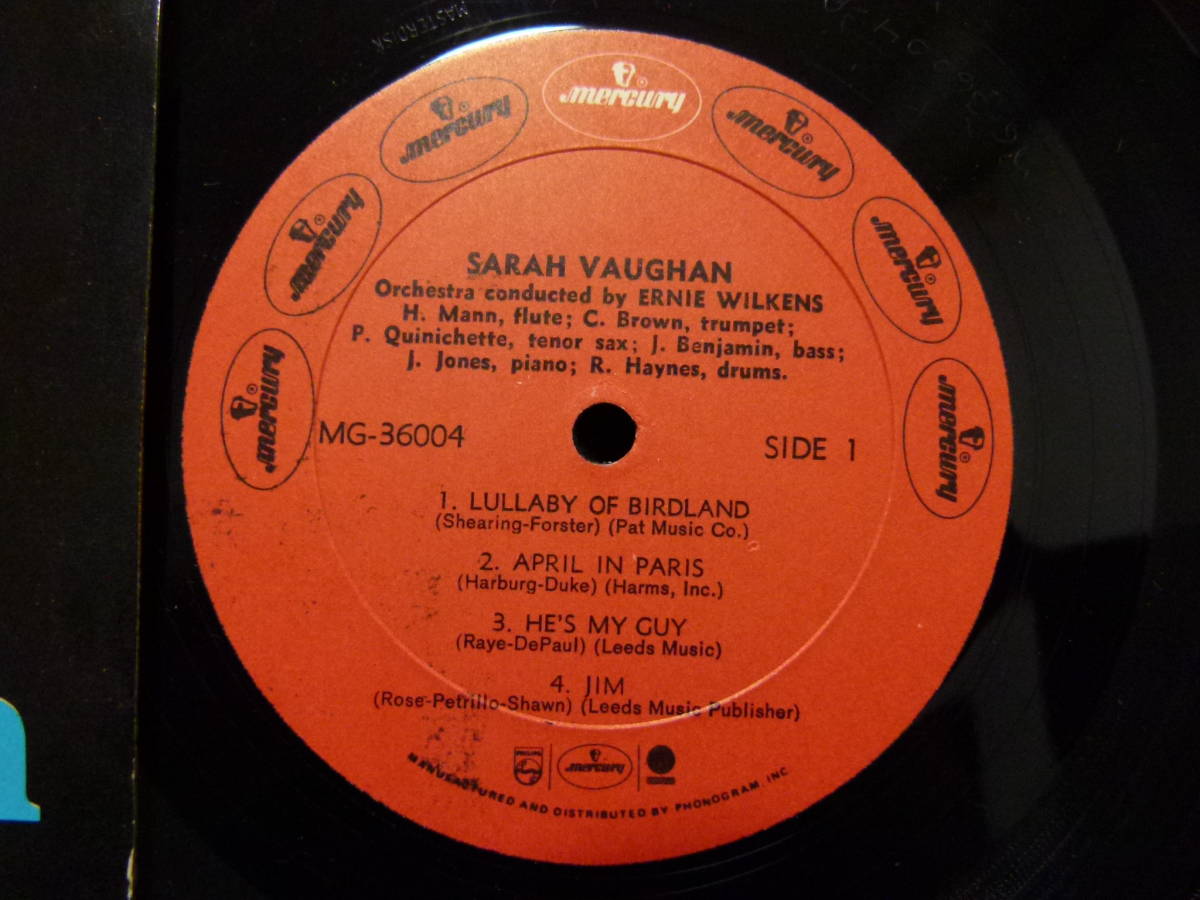 MASTERDISK
mercury
mercury
mercury
mercury
mercury
mercury
mercury
SARAH VAUGHAN
Orchestra conducted by ERNIE WILKENS
H. Mann, flute; C. Brown, trumpet;
P. Quinichette, tenor sax; J. Benjamin, bass;
J. Jones, piano; R. Haynes, drums.
MG-36004
SIDE 1
1. LULLABY OF BIRDLAND
(Shearing-Forster) (Pat Music Co.)
2. APRIL IN PARIS
(Harburg-Duke) (Harms, Inc.)
3. HE'S MY GUY
(Raye-DePaul) (Leeds Music)
4. JIM
(Rose-Petrillo-Shawn) (Leeds Music Publisher)
PHILIPS
mercury
MANUFACTURED AND DISTRIBUTED BY PHONOGRAM, INC.